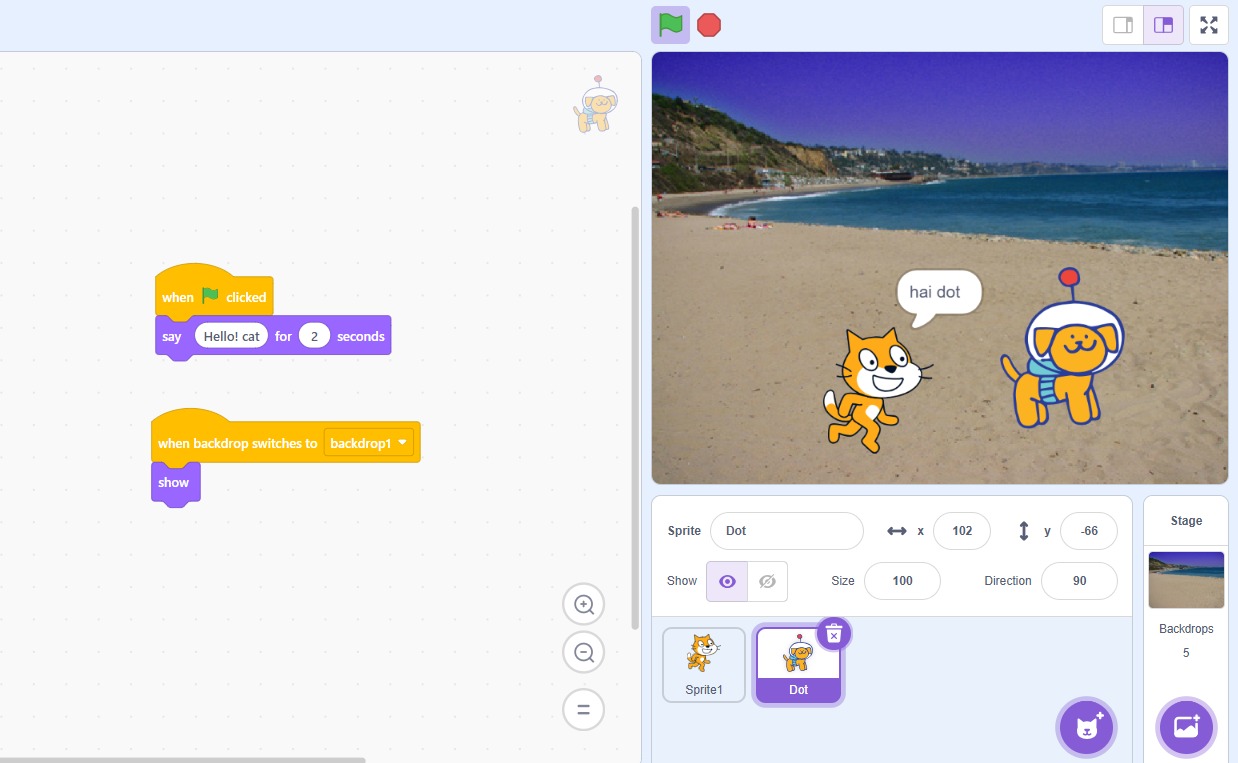 when clicked
say Hello! cat for 2 seconds
when backdrop switches to backdrop1
show
hai dot
Sprite Dot x 102 y -66
Show Size 100 Direction 90
Sprite1 Dot
Stage
Backdrops
5